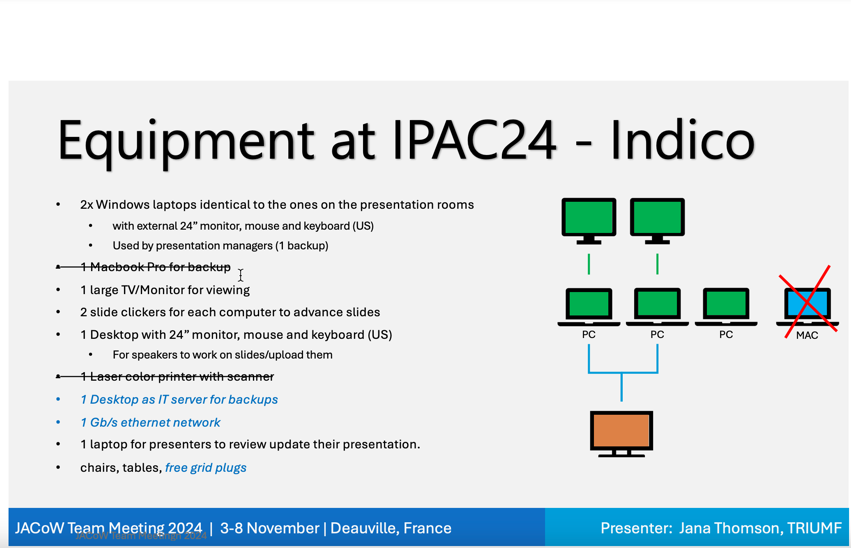 Equipment at IPAC24 - Indico
• 2x Windows laptops identical to the ones on the presentation rooms
• with external 24” monitor, mouse and keyboard (US)
• Used by presentation managers (1 backup)
• 1 Macbook Pro for backup
• 1 large TV/Monitor for viewing
• 2 slide clickers for each computer to advance slides
• 1 Desktop with 24” monitor, mouse and keyboard (US)
• For speakers to work on slides/upload them
• 1 Laser color printer with scanner
• 1 Desktop as IT server for backups
• 1 Gb/s ethernet network
• 1 laptop for presenters to review update their presentation.
• chairs, tables, free grid plugs
PC PC PC MAC
JACoW Team Meeting 2024 | 3-8 November | Deauville, France
Presenter: Jana Thomson, TRIUMF
JACoW Team Meeting 2024